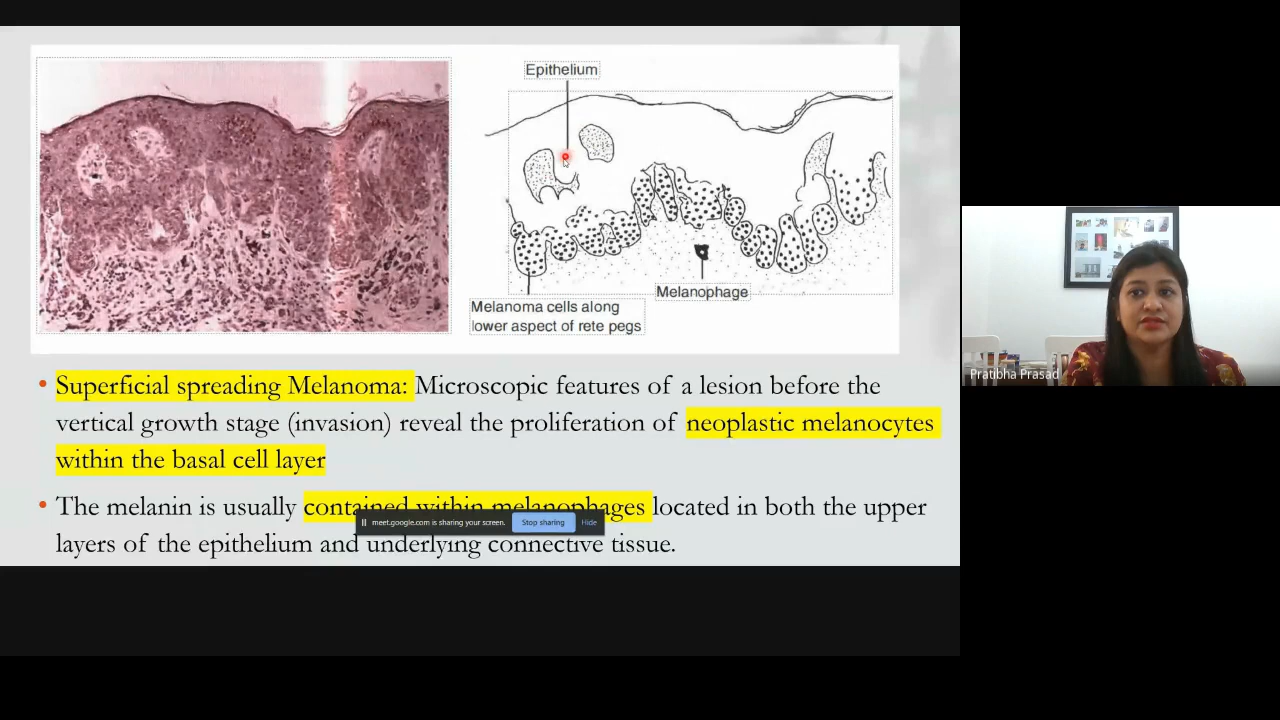 Epithelium
Melanophage
Melanoma cells along
lower aspect of rete pegs
• Superficial spreading Melanoma: Microscopic features of a lesion before the
vertical growth stage (invasion) reveal the proliferation of neoplastic melanocytes
within the basal cell layer
• The melanin is usually contained within melanophages located in both the upper
layers of the epithelium and underlying connective tissue.
meet.google.com is sharing your screen. Stop sharing Hide
Pratibha Prasad